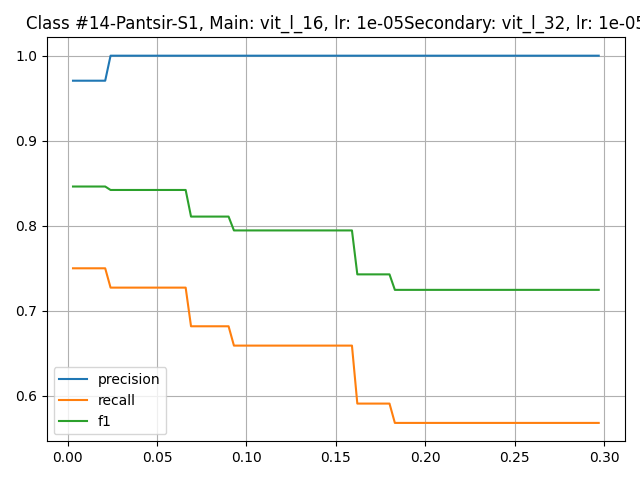 Class #14-Pantsir-S1, Main: vit_l_16, lr: 1e-05Secondary: vit_l_32, lr: 1e-05
1.0
0.9
0.8
0.7
0.6
precision
recall
f1
0.00 0.05 0.10 0.15 0.20 0.25 0.30